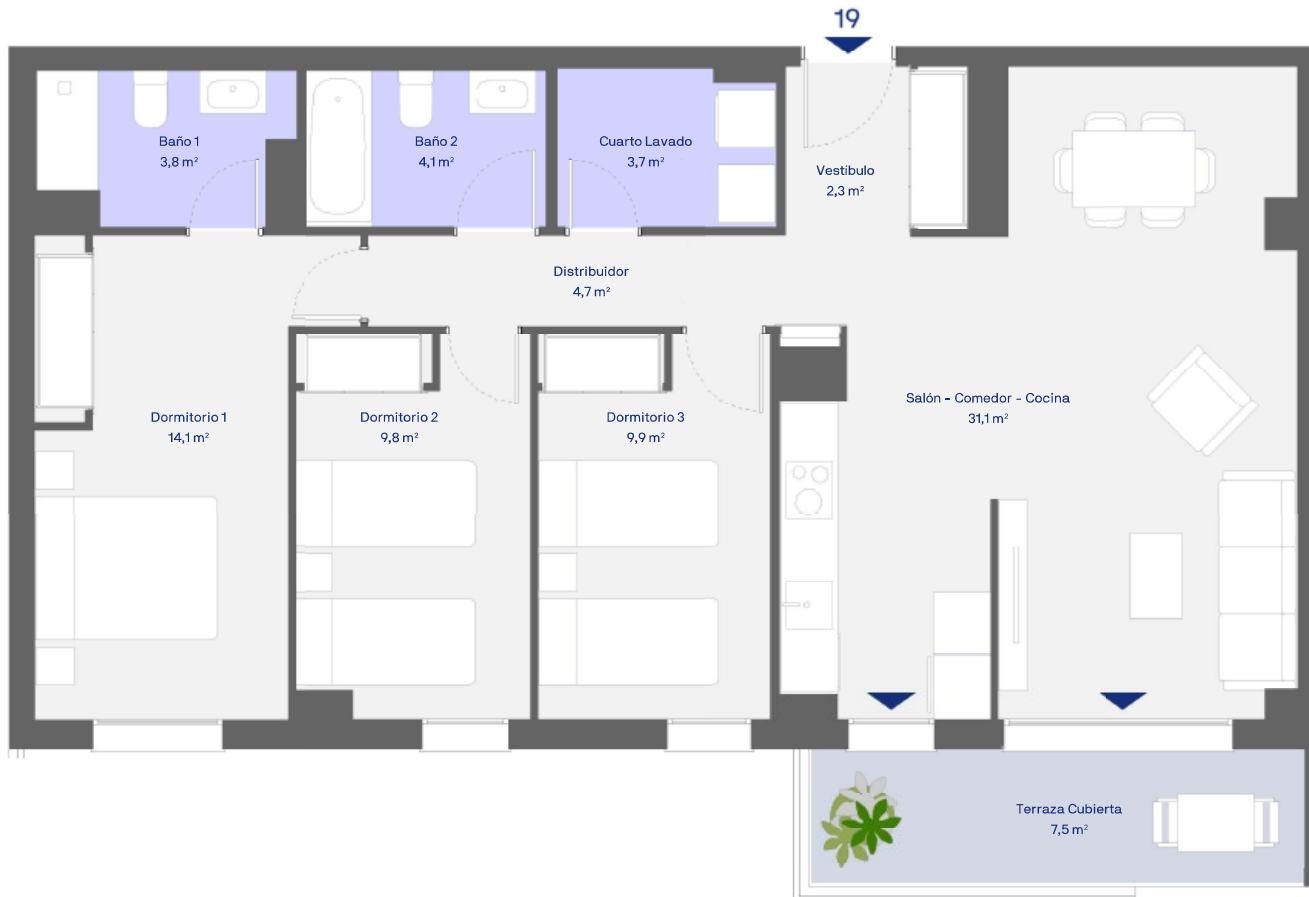 19
Baño 1
3,8 m²
Baño 2
4,1 m²
Cuarto Lavado
3,7 m²
Vestíbulo
2,3 m²
Distribuidor
4,7 m²
Dormitorio 1
14,1 m²
Dormitorio 2
9,8 m²
Dormitorio 3
9,9 m²
Salón - Comedor - Cocina
31,1 m²
Terraza Cubierta
7,5 m²